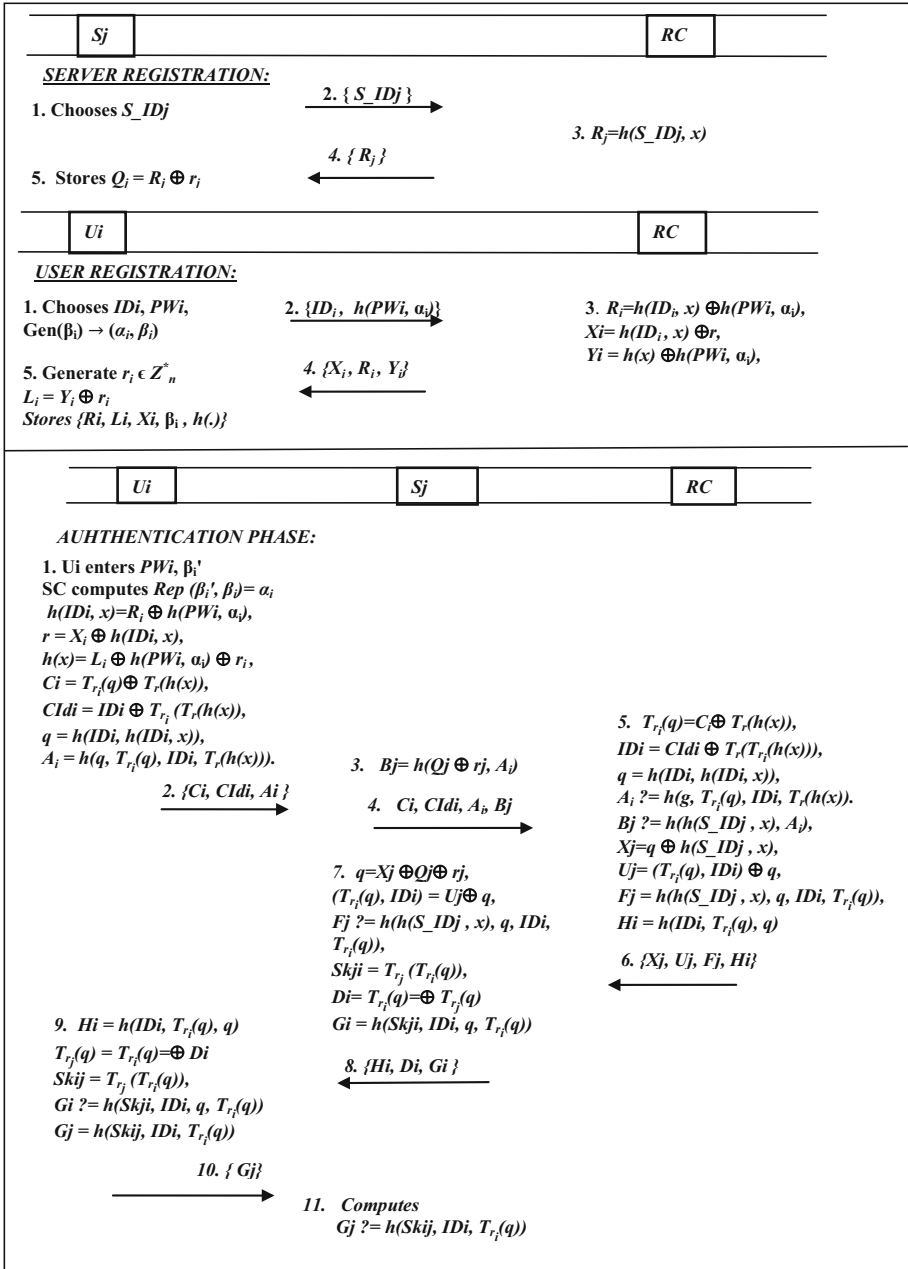 Sj RC
SERVER REGISTRATION:
1. Chooses S_IDj
2. { S_IDj }
3. Rj=h(S_IDj, x)
4. { Rj }
5. Stores Qi = Ri ⊕ ri
Ui RC
USER REGISTRATION:
1. Chooses IDi, PWi,
Gen(βi) → (αi, βi)
2. {IDi , h(PWi, αi)}
3. Ri=h(IDi, x) ⊕h(PWi, αi),
Xi= h(IDi , x) ⊕r,
Yi = h(x) ⊕h(PWi, αi),
4. {Xi , Ri , Yi}
5. Generate ri ϵ Z*n
Li = Yi ⊕ ri
Stores {Ri, Li, Xi, βi , h(.)}
Ui Sj RC
AUHTHENTICATION PHASE:
1. Ui enters PWi, βi'
SC computes Rep (βi', βi)= αi
h(IDi, x)=Ri ⊕ h(PWi, αi),
r = Xi ⊕ h(IDi, x),
h(x)= Li ⊕ h(PWi, αi) ⊕ ri ,
Ci = Tri(q)⊕ Tr(h(x)),
CIdi = IDi ⊕ Tri (Tr(h(x)),
q = h(IDi, h(IDi, x)),
Ai = h(q, Tri(q), IDi, Tr(h(x))).
2. {Ci, CIdi, Ai }
3. Bj= h(Qj ⊕ rj, Ai)
4. Ci, CIdi, Ai, Bj
5. Tri(q)=Ci⊕ Tr(h(x)),
IDi = CIdi ⊕ Tr(Tri(h(x))),
q = h(IDi, h(IDi, x)),
Ai ?= h(g, Tri(q), IDi, Tr(h(x)).
Bj ?= h(h(S_IDj , x), Ai),
Xj=q ⊕ h(S_IDj , x),
Uj= (Tri(q), IDi) ⊕ q,
Fj = h(h(S_IDj , x), q, IDi, Tri(q)),
Hi = h(IDi, Tri(q), q)
6. {Xj, Uj, Fj, Hi}
7. q=Xj ⊕Qj⊕ rj,
(Tri(q), IDi) = Uj⊕ q,
Fj ?= h(h(S_IDj , x), q, IDi,
Tri(q)),
Skji = Trj (Tri(q)),
Di= Tri(q)=⊕ Trj(q)
Gi = h(Skji, IDi, q, Tri(q))
8. {Hi, Di, Gi }
9. Hi = h(IDi, Tri(q), q)
Trj(q) = Tri(q)=⊕ Di
Skij = Trj (Tri(q)),
Gi ?= h(Skji, IDi, q, Tri(q))
Gj = h(Skij, IDi, Tri(q))
10. { Gj}
11. Computes
Gj ?= h(Skij, IDi, Tri(q))